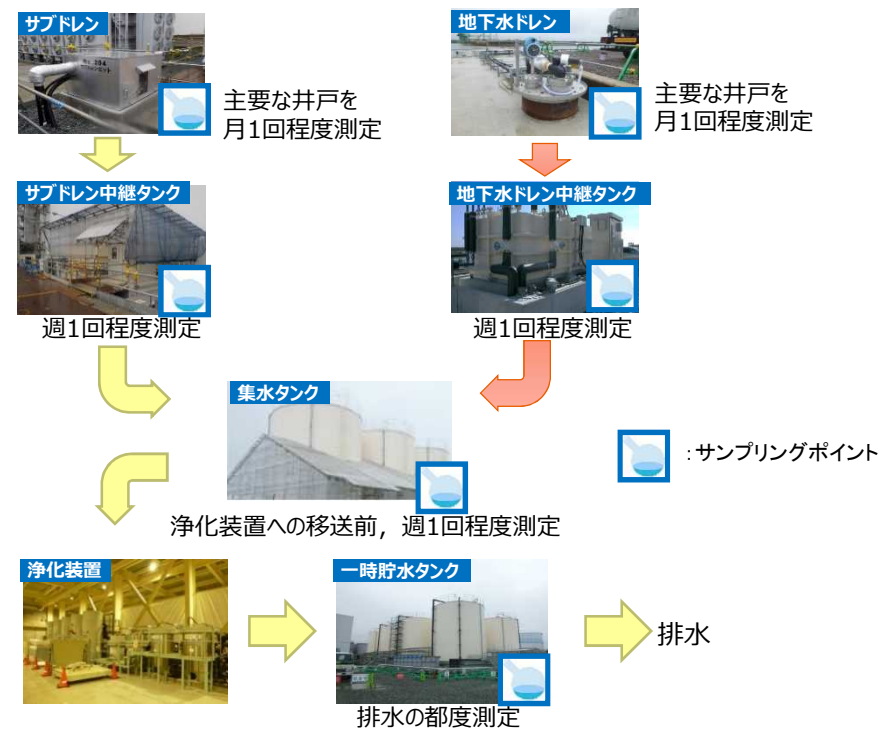 サブドレン
地下水ドレン
主要な井戸を
月1回程度測定
主要な井戸を
月1回程度測定
サブドレン中継タンク
地下水ドレン中継タンク
週1回程度測定
週1回程度測定
集水タンク
:サンプリングポイント
浄化装置への移送前，週1回程度測定
浄化装置
一時貯水タンク
排水
排水の都度測定